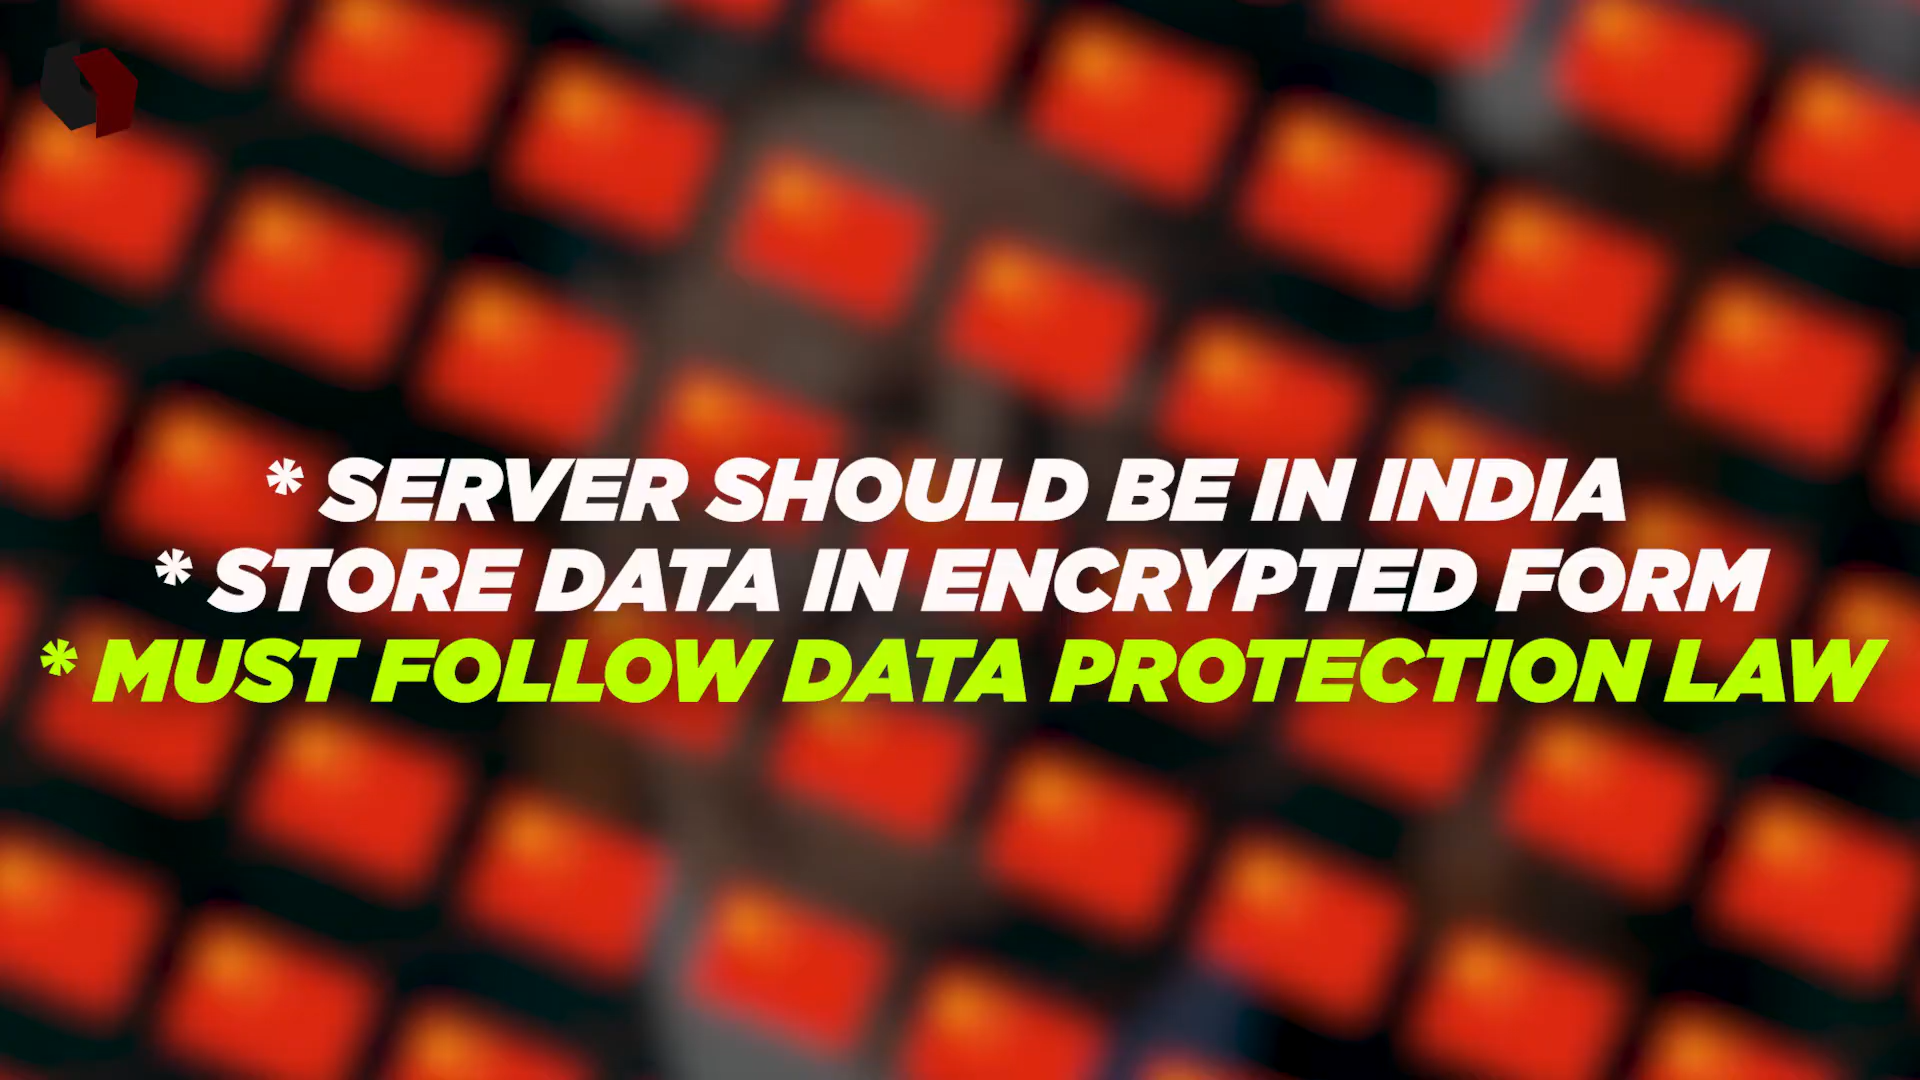 * SERVER SHOULD BE IN INDIA
* STORE DATA IN ENCRYPTED FORM
* MUST FOLLOW DATA PROTECTION LAW